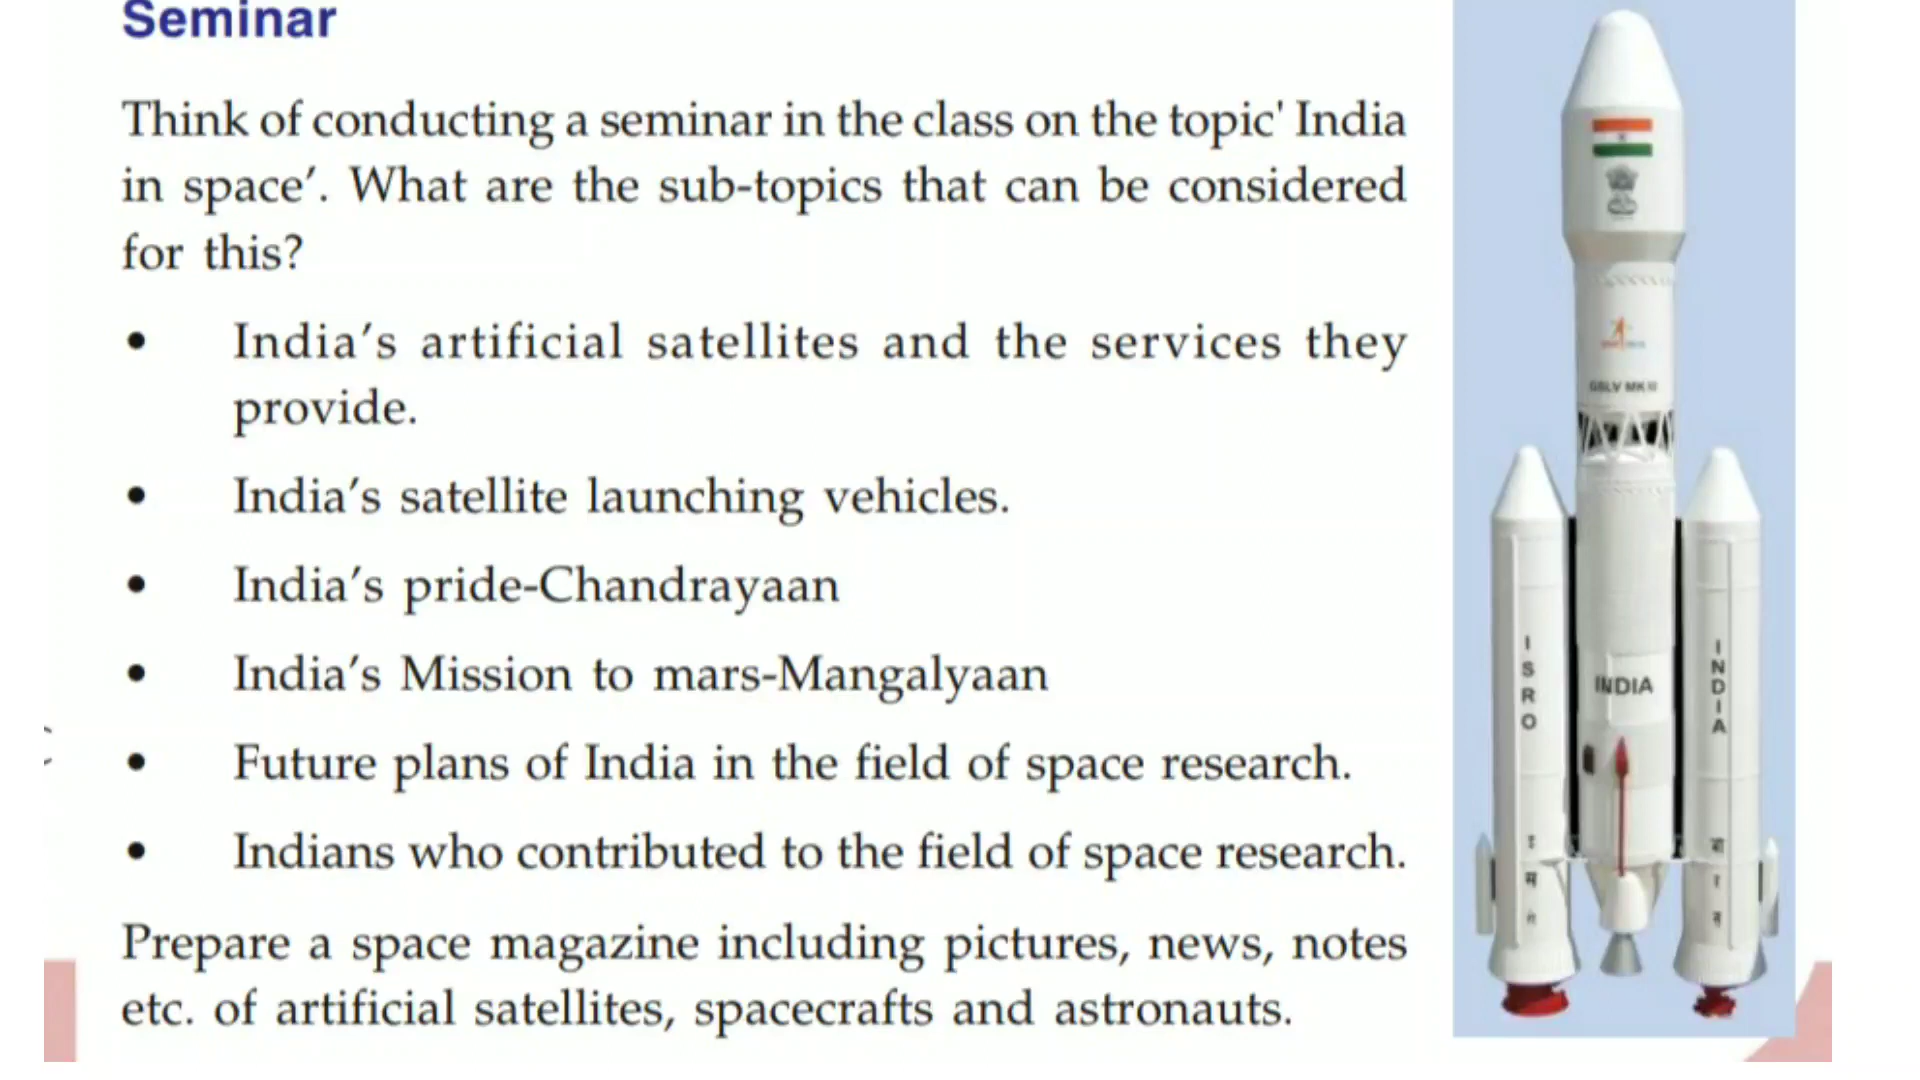 Seminar
Think of conducting a seminar in the class on the topic' India
in space′. What are the sub-topics that can be considered
for this?
• India′s artificial satellites and the services they
provide.
• India′s satellite launching vehicles.
• India′s pride-Chandrayaan
• India′s Mission to mars-Mangalyaan
• Future plans of India in the field of space research.
• Indians who contributed to the field of space research.
Prepare a space magazine including pictures, news, notes
etc. of artificial satellites, spacecrafts and astronauts.
GSLV MK III
ISRO
INDIA
INDIA